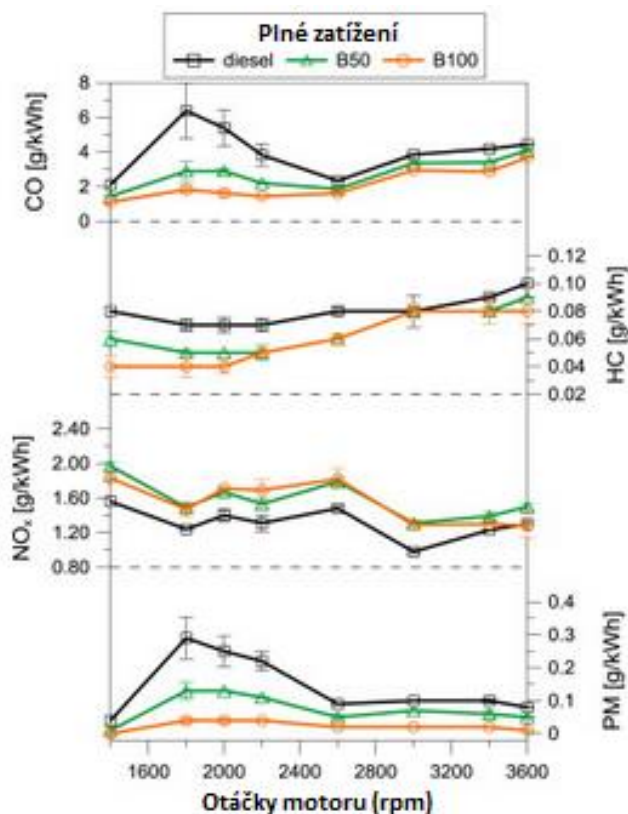 Plné zatížení
diesel B50 B100
CO [g/kWh]
8
6
4
2
0
HC [g/kWh]
0.12
0.10
0.08
0.06
0.04
0.02
NOₓ [g/kWh]
2.40
2.00
1.60
1.20
0.80
PM [g/kWh]
0.4
0.3
0.2
0.1
0
1600 2000 2400 2800 3200 3600
Otáčky motoru (rpm)